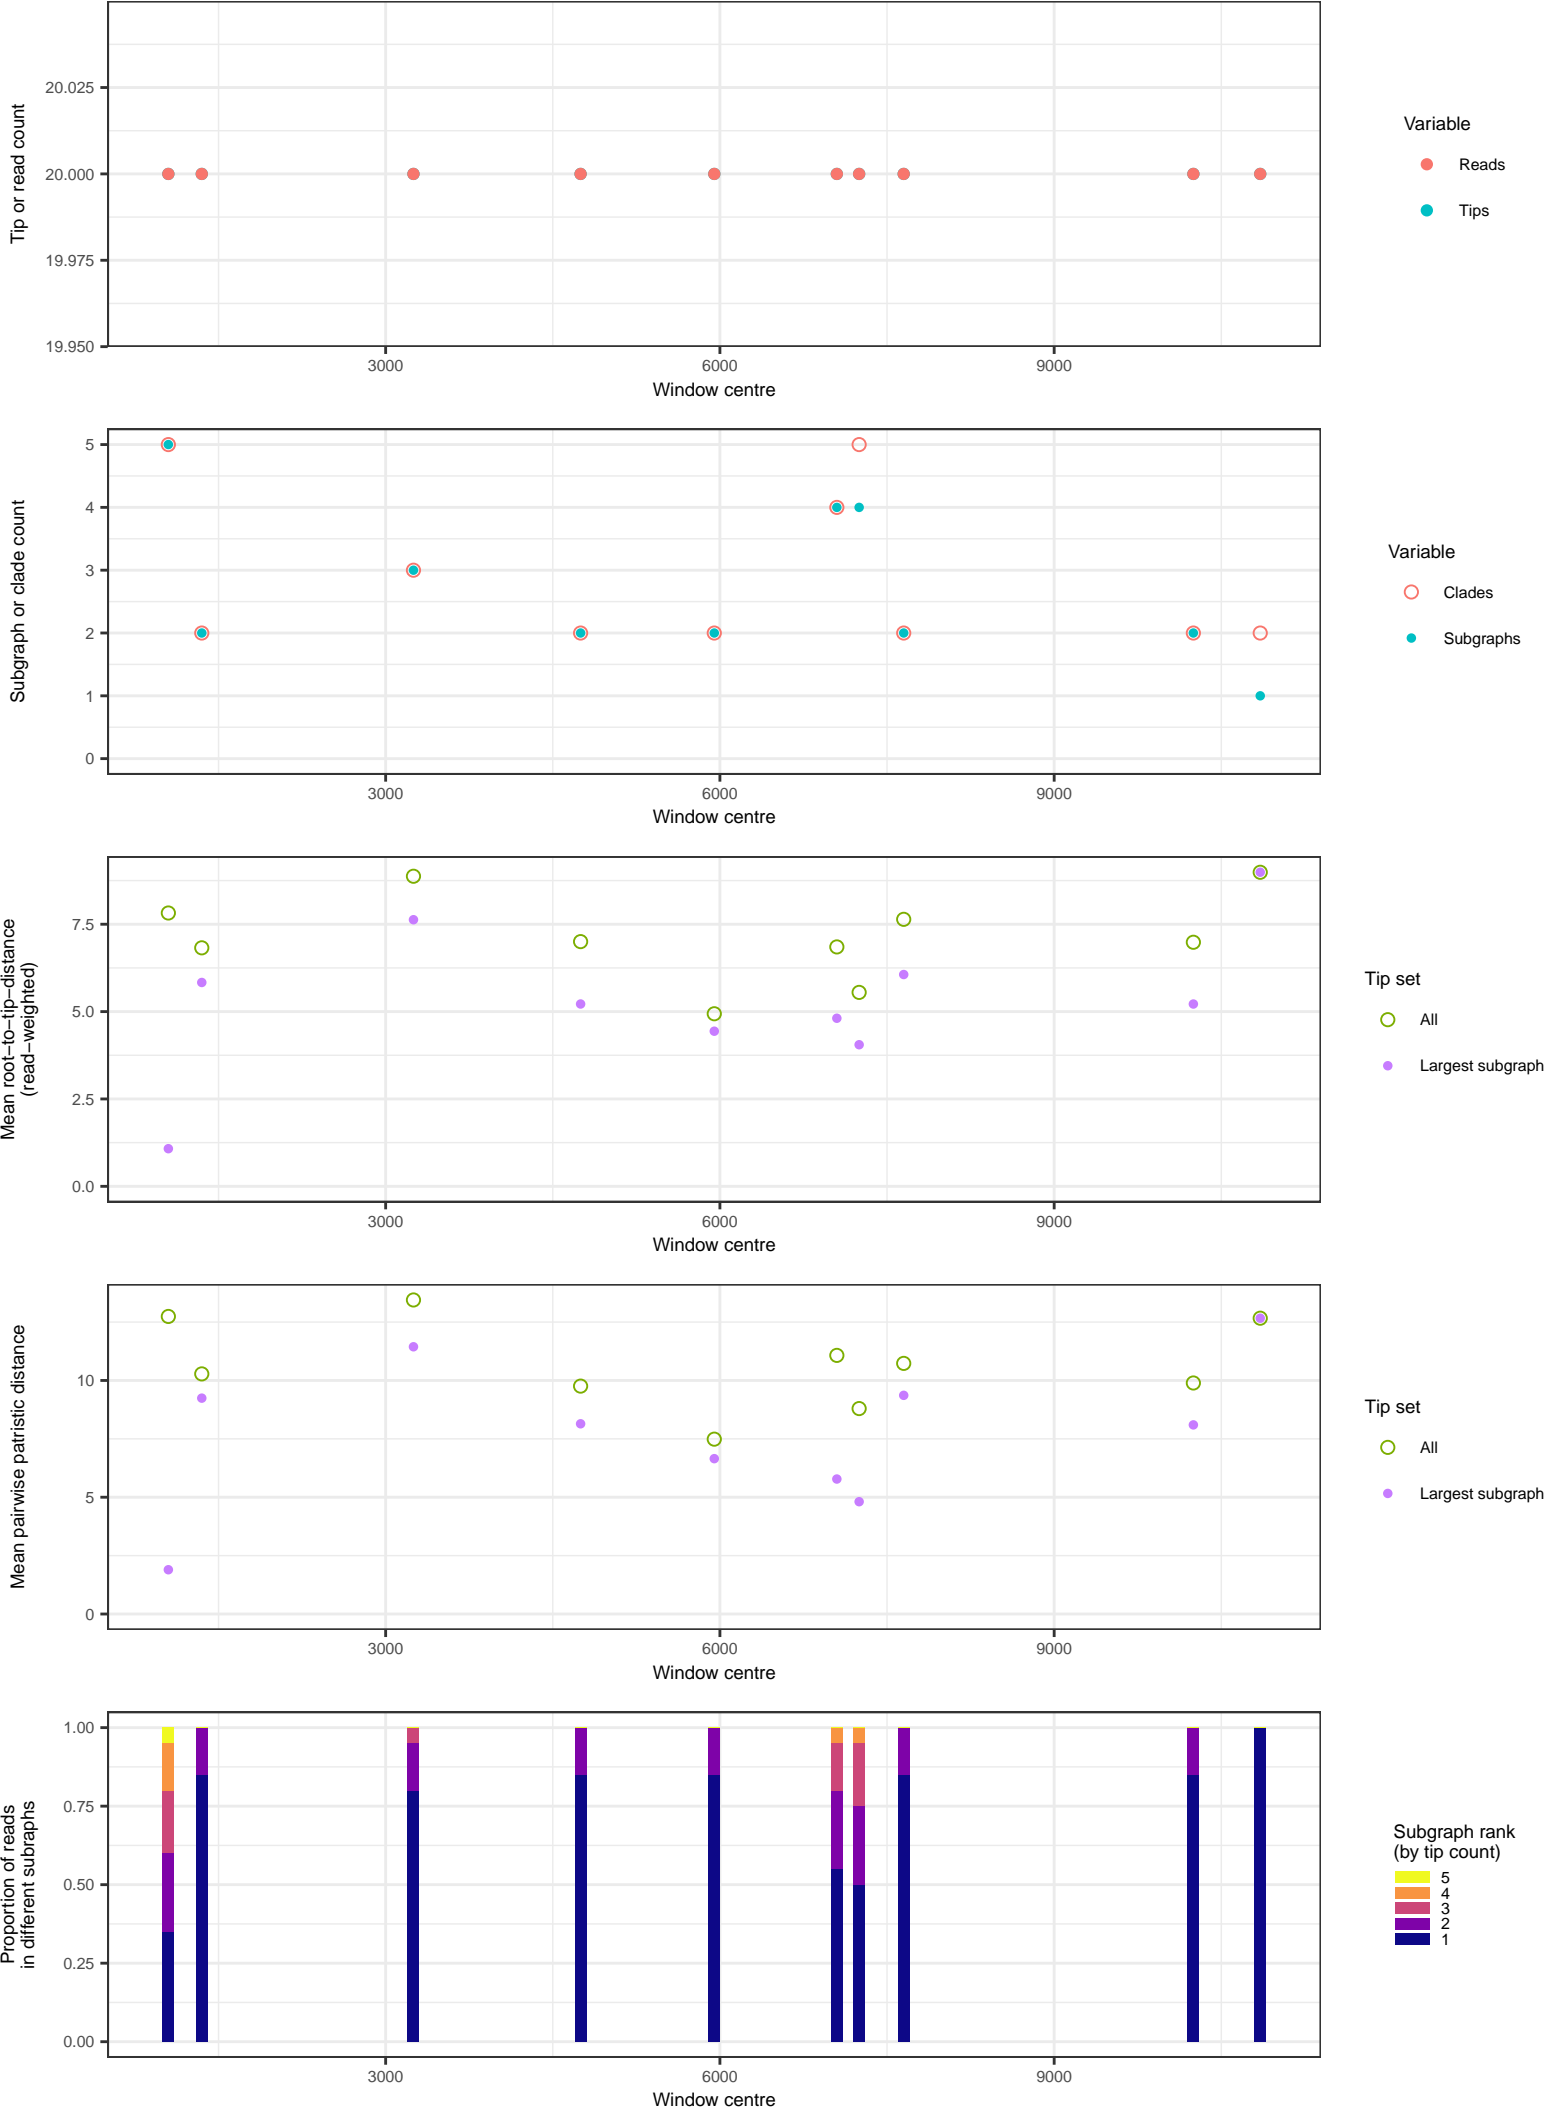 Tip or read count
20.025
20.000
19.975
19.950
3000
6000
9000
Window centre
Variable
Reads
Tips
Subgraph or clade count
5
4
3
2
1
0
3000
6000
9000
Window centre
Variable
Clades
Subgraphs
Mean root−to−tip−distance
(read−weighted)
7.5
5.0
2.5
0.0
3000
6000
9000
Window centre
Tip set
All
Largest subgraph
Mean pairwise patristic distance
10
5
0
3000
6000
9000
Window centre
Tip set
All
Largest subgraph
Proportion of reads
in different subraphs
1.00
0.75
0.50
0.25
0.00
3000
6000
9000
Window centre
Subgraph rank
(by tip count)
5
4
3
2
1